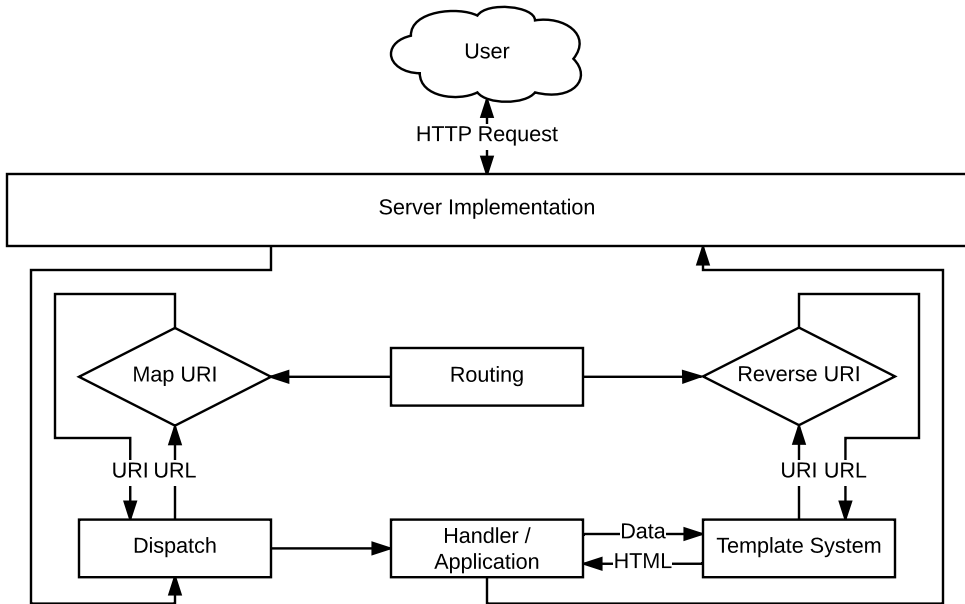 User
HTTP Request
Server Implementation
Map URI
Routing
Reverse URI
URI
URL
URI
URL
Dispatch
Handler /
Application
Data
HTML
Template System